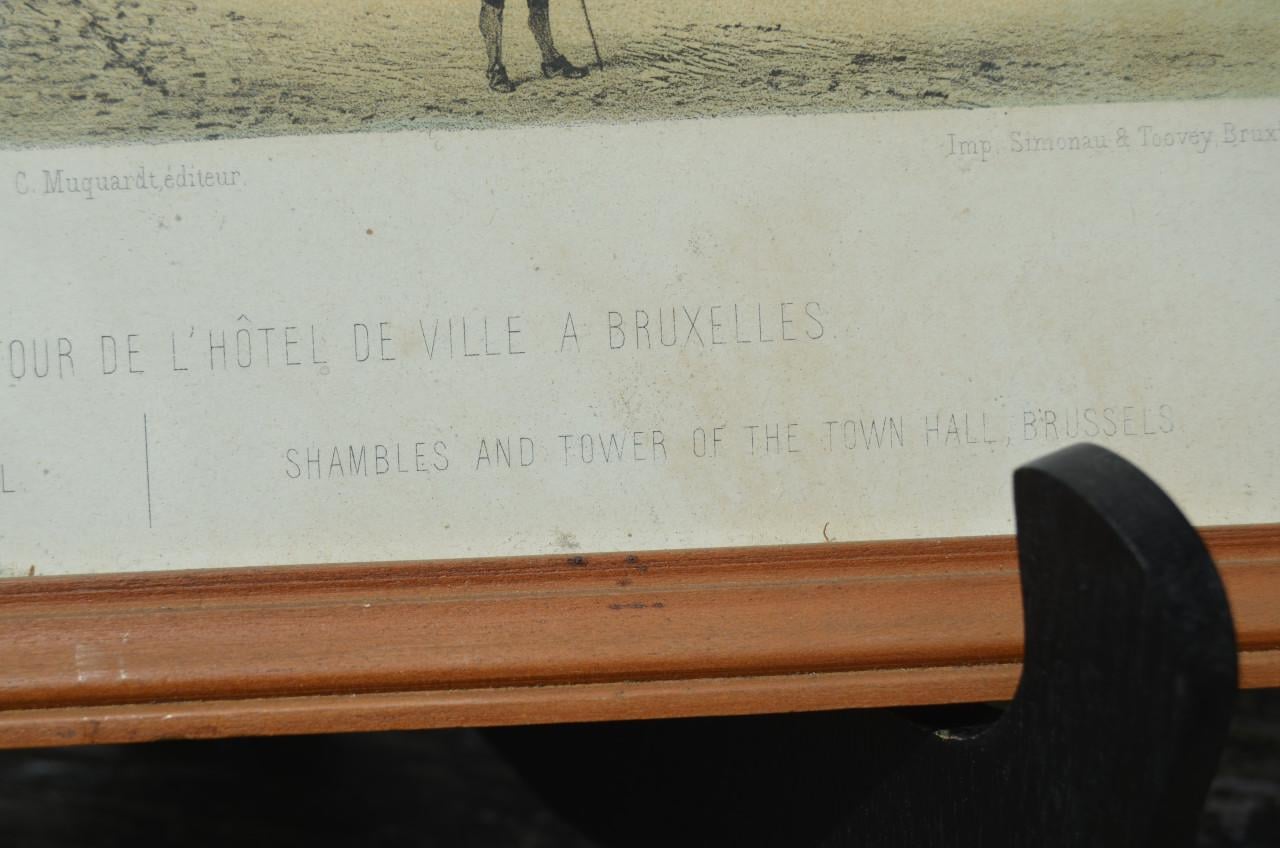 C. Muquardt, éditeur.
Imp. Simonau & Toovey, Brux
TOUR DE L'HÔTEL DE VILLE A BRUXELLES
L
SHAMBLES AND TOWER OF THE TOWN HALL, BRUSSELS